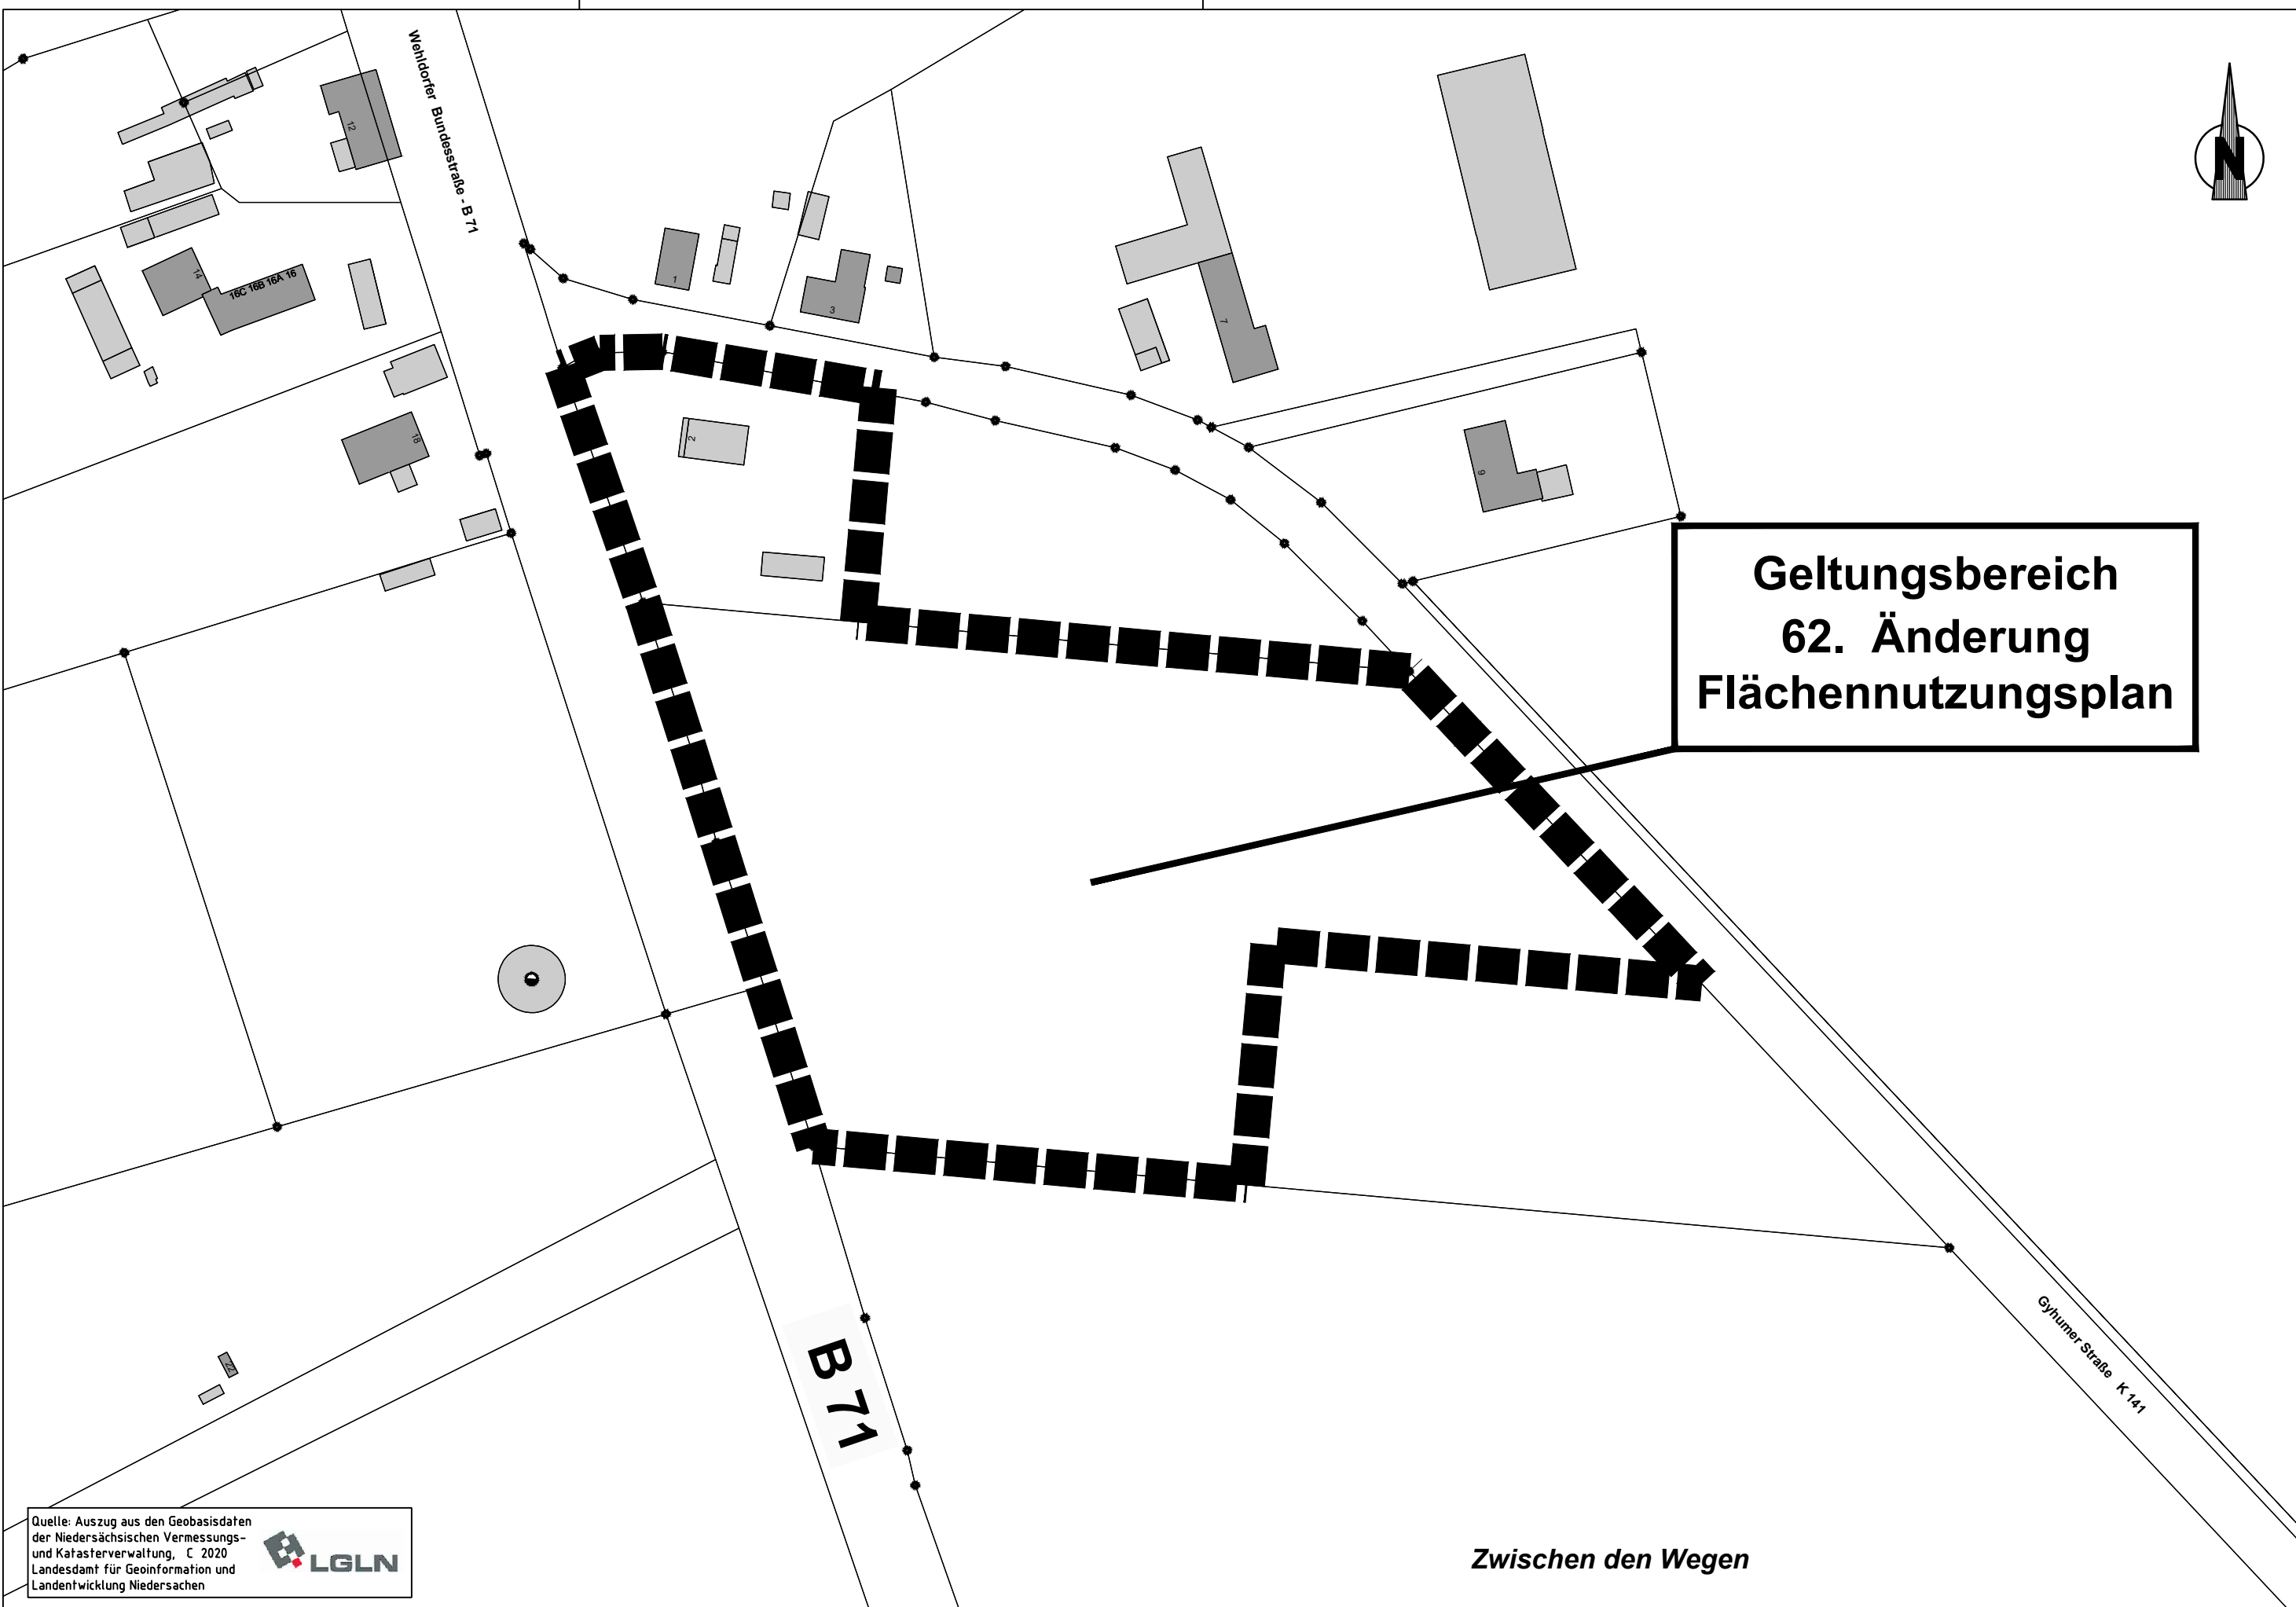 Wehldorfer Bundesstraße - B 71
12
14
16C 16B 16A 16
18
1
3
2
7
9
N
Geltungsbereich
62. Änderung
Flächennutzungsplan
B 71
Gyhumer Straße K 141
22
Zwischen den Wegen
Quelle: Auszug aus den Geobasisdaten
der Niedersächsischen Vermessungs-
und Katasterverwaltung, C 2020
Landesamt für Geoinformation und
Landentwicklung Niedersachen
LGLN